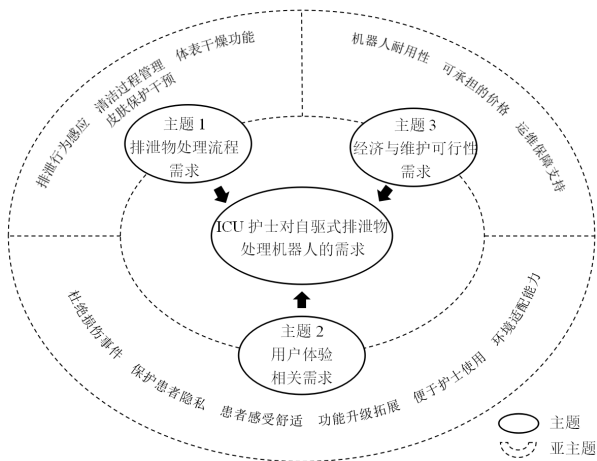 排泄行为感应
清洁过程管理
皮肤保护干预
体表干燥功能
机器人耐用性
可承担的价格
运维保障支持
主题1
排泄物处理流程
需求
主题3
经济与维护可行性
需求
ICU护士对自驱式排泄物
处理机器人的需求
主题2
用户体验
相关需求
杜绝损伤事件
保护患者隐私
患者感受舒适
功能升级拓展
便于护士使用
环境适配能力
主题
亚主题